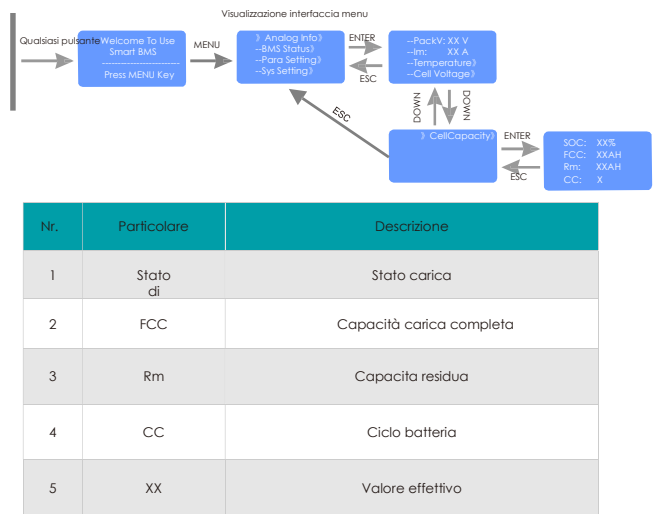 Visualizzazione interfaccia menu
Qualsiasi pulsante
Welcome To Use
Smart BMS
----------------------------
Press MENU Key
MENU
》 Analog Info》
--BMS Status》
--Para Setting》
--Sys Setting》
ENTER
ESC
--PackV: XX V
--Im: XX A
--Temperature》
--Cell Voltage》
DOWN
DOWN
ESC
》 CellCapacity》
ENTER
ESC
SOC: XX%
FCC: XXAH
Rm: XXAH
CC: X
Nr. Particolare Descrizione
1 Stato di Stato carica
2 FCC Capacità carica completa
3 Rm Capacita residua
4 CC Ciclo batteria
5 XX Valore effettivo